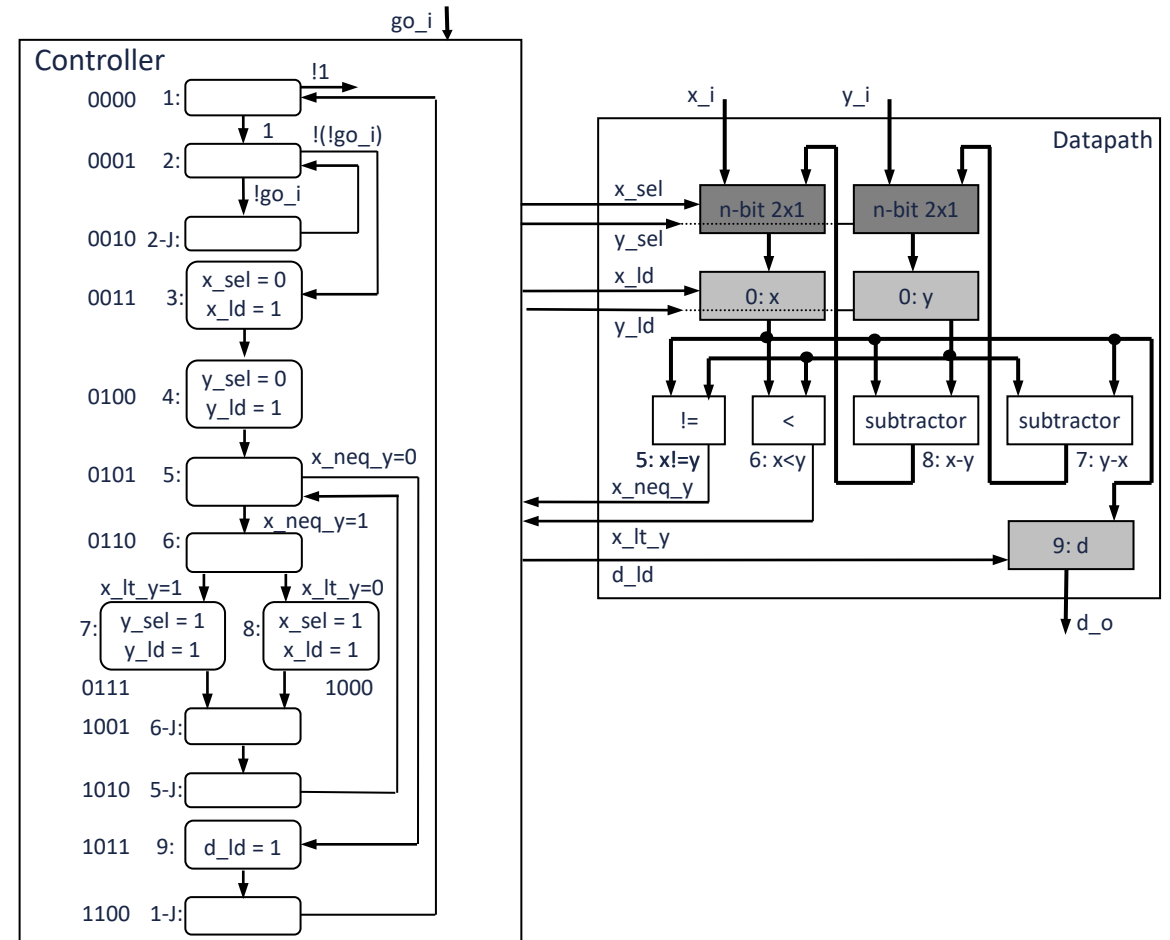 go_i
Controller
!1
0000 1:
1
!(!go_i)
0001 2:
!go_i
0010 2-J:
x_sel = 0
0011 3:
x_ld = 1
y_sel = 0
0100 4:
y_ld = 1
x_neq_y=0
0101 5:
x_neq_y=1
0110 6:
x_lt_y=1 x_lt_y=0
7: y_sel = 1 8: x_sel = 1
y_ld = 1 x_ld = 1
0111 1000
1001 6-J:
1010 5-J:
1011 9: d_ld = 1
1100 1-J:
x_i y_i
Datapath
x_sel
n-bit 2x1 n-bit 2x1
y_sel
x_ld
0: x 0: y
y_ld
!= < subtractor subtractor
5: x!=y 6: x<y 8: x-y 7: y-x
x_neq_y
x_lt_y
9: d
d_ld
d_o